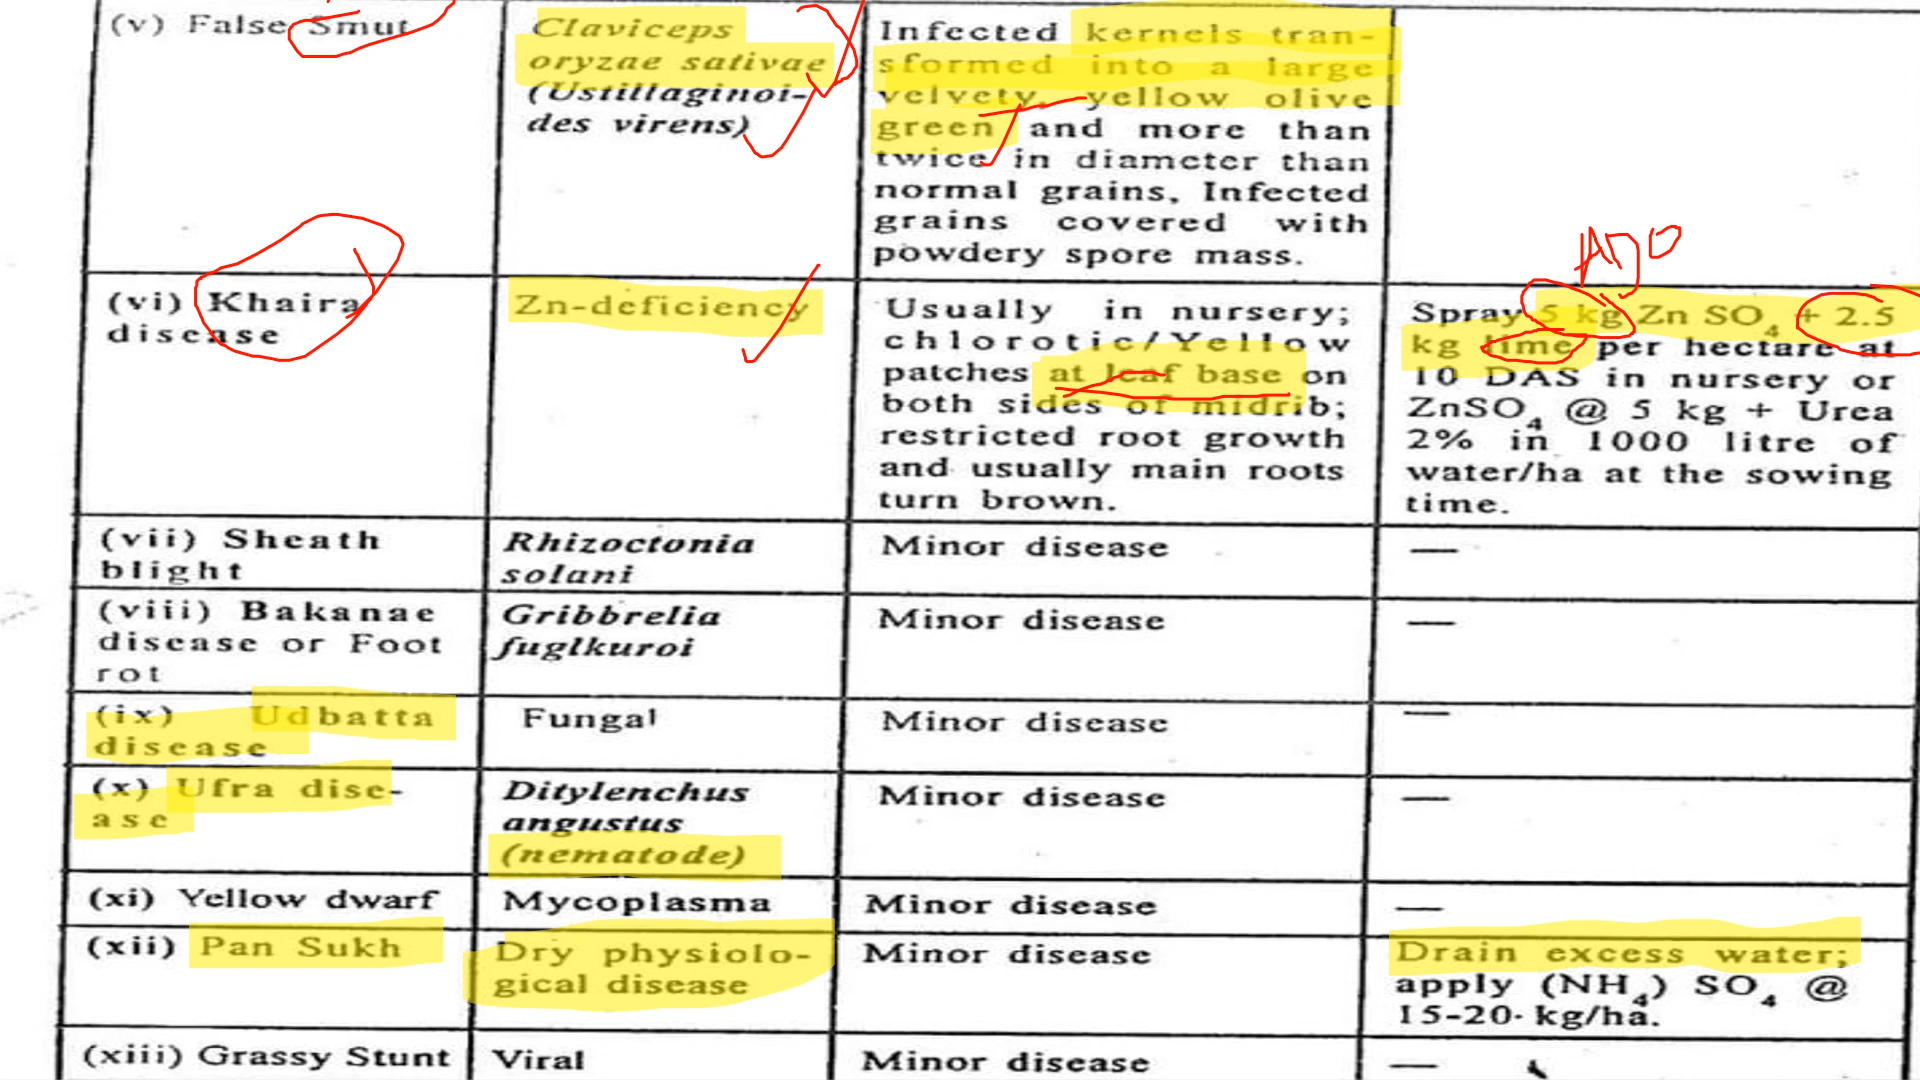 (v) False Smut
Claviceps
oryzae sativae
(Ustillaginoi-
des virens)
Infected kernels tran-
sformed into a large
velvety, yellow olive
green and more than
twice in diameter than
normal grains, Infected
grains covered with
powdery spore mass.
(vi) Khaira
disease
Zn-deficiency
Usually in nursery;
chlorotic/Yellow
patches at leaf base on
both sides of midrib;
restricted root growth
and usually main roots
turn brown.
ADO
Spray 5 kg Zn SO4 + 2.5
kg lime per hectare at
10 DAS in nursery or
ZnSO4 @ 5 kg + Urea
2% in 1000 litre of
water/ha at the sowing
time.
(vii) Sheath
blight
Rhizoctonia
solani
Minor disease
—
(viii) Bakanae
disease or Foot
rot
Gribbrelia
fuglkuroi
Minor disease
—
(ix) Udbatta
disease
Fungal
Minor disease
—
(x) Ufra dise-
ase
Ditylenchus
angustus
(nematode)
Minor disease
—
(xi) Yellow dwarf
Mycoplasma
Minor disease
—
(xii) Pan Sukh
Dry physiolo-
gical disease
Minor disease
Drain excess water;
apply (NH4) SO4 @
15-20 kg/ha.
(xiii) Grassy Stunt
Viral
Minor disease
—